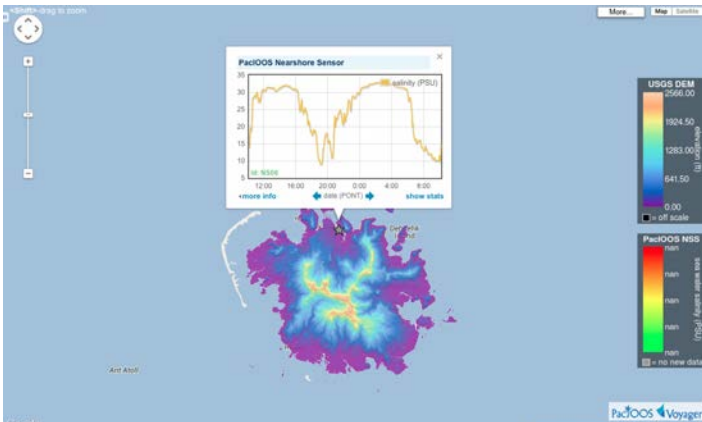 <Shift>-drag to zoom
More...
Map
Satellite
PacIOOS Nearshore Sensor
salinity (PSU)
35
30
25
20
15
10
5
id: NS06
12:00 16:00 20:00 0:00 4:00 8:00
+more info
date (PONT)
show stats
USGS DEM
2566.00
1924.50
1283.00
641.50
0.00
elevation (ft)
= off scale
PacIOOS NSS
nan
nan
nan
nan
nan
sea water salinity (PSU)
= no new data
Ant Atoll
PacIOOS Voyager